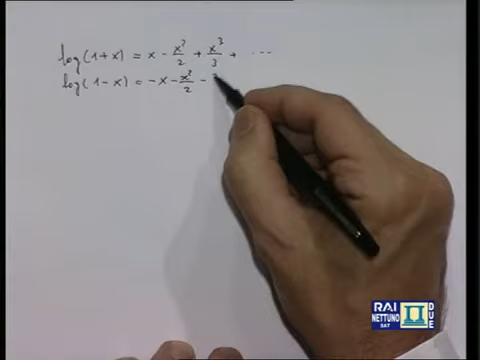 log(1+x) = x - x²/2 + x³/3 + ...
log(1-x) = -x - x²/2 -
RAI
NETTUNO
SAT
DUE